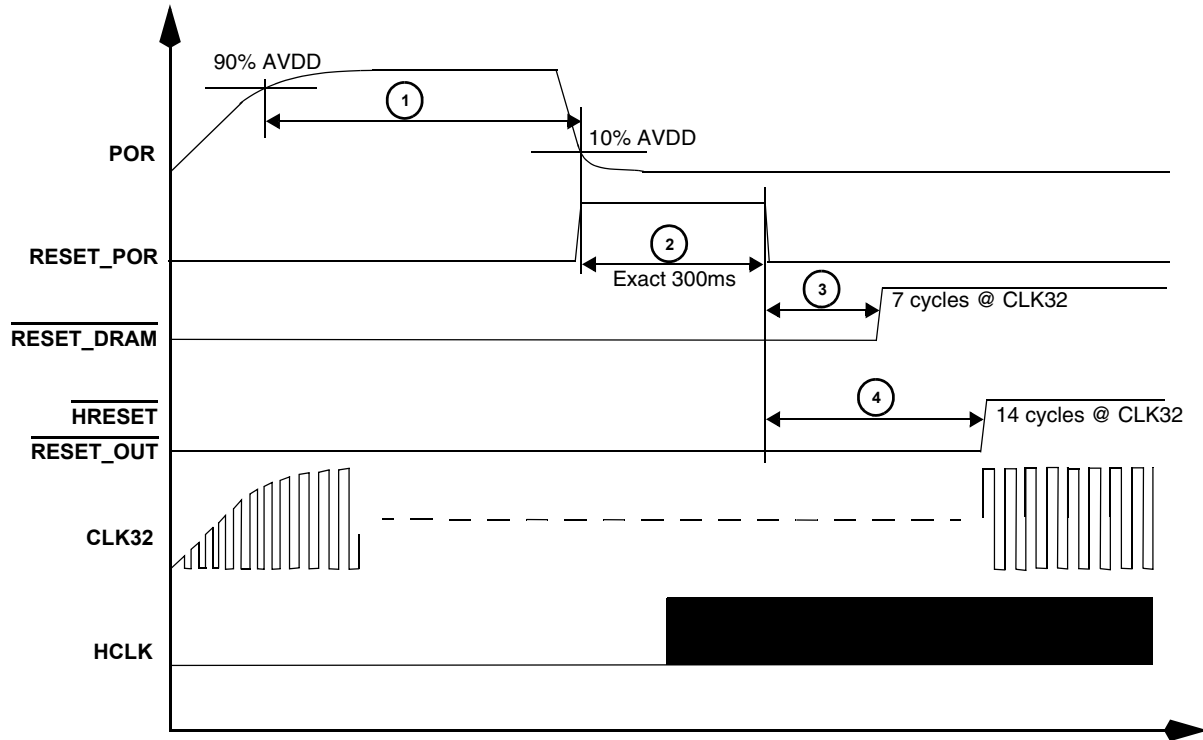 90% AVDD
1
10% AVDD
POR
2
RESET_POR
Exact 300ms
3
7 cycles @ CLK32
RESET_DRAM
4
HRESET
14 cycles @ CLK32
RESET_OUT
CLK32
HCLK